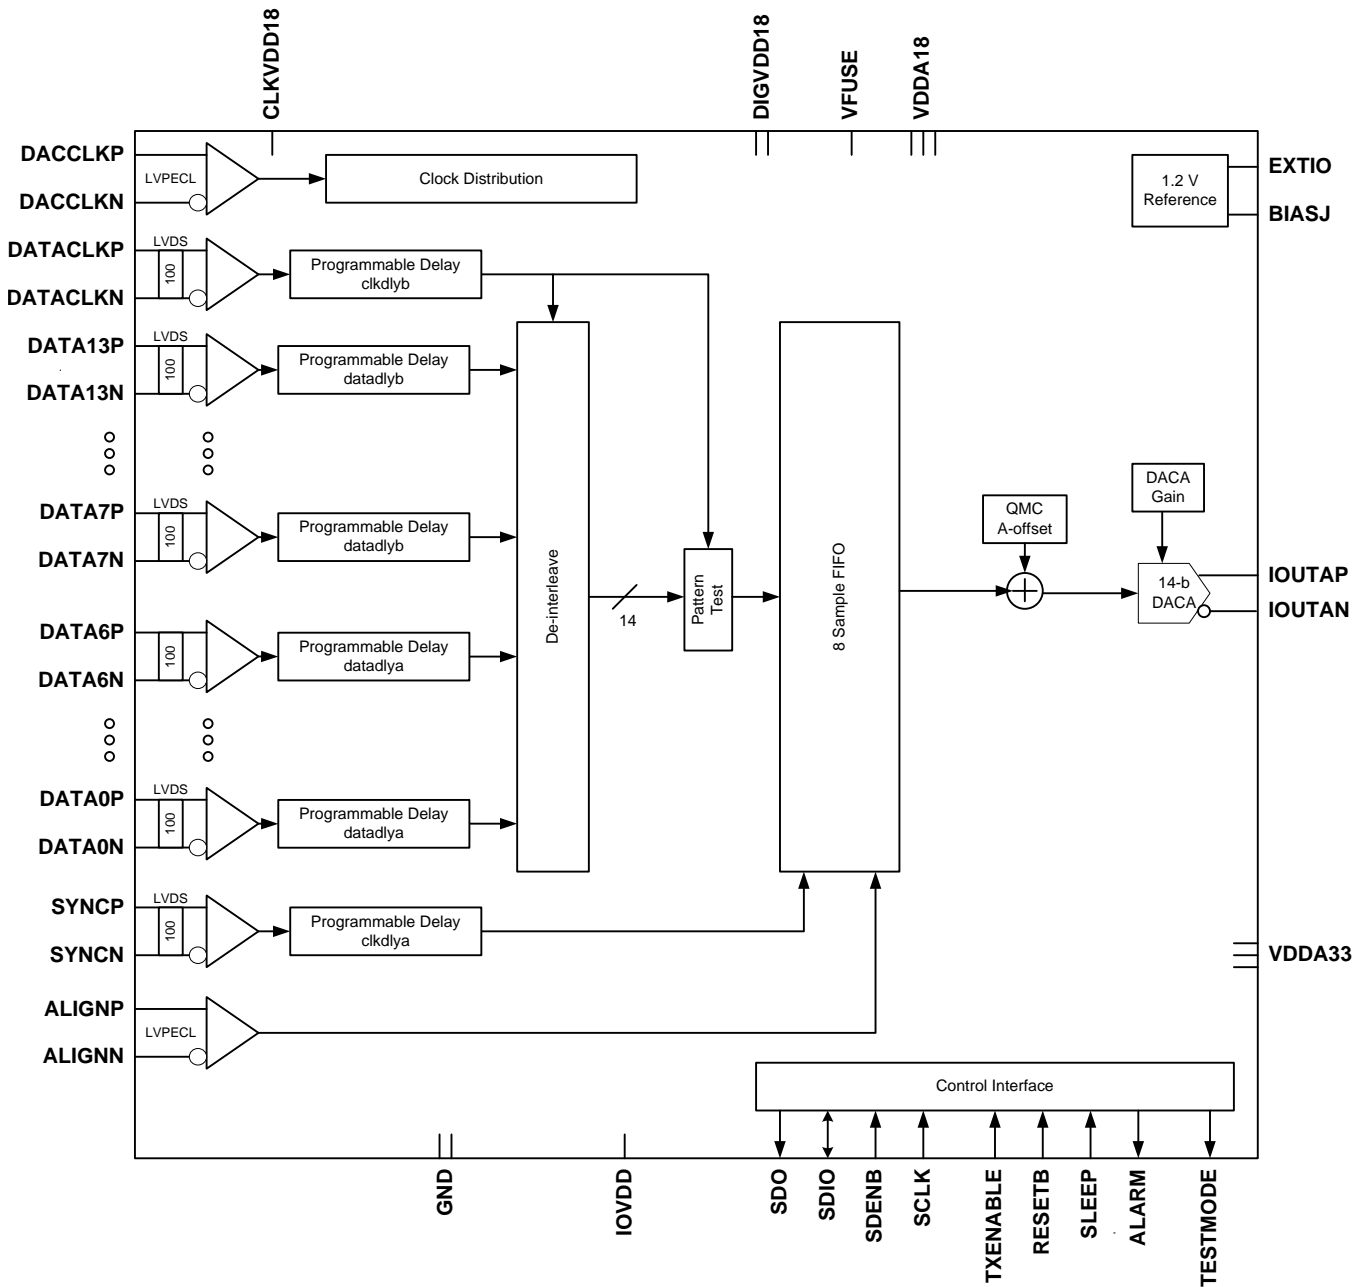 CLKVDD18
DIGVDD18
VFUSE
VDDA18
DACCLKP
LVPECL
DACCLKN
Clock Distribution
1.2 V
Reference
EXTIO
BIASJ
DATACLKP
LVDS
100
DATACLKN
Programmable Delay
clkdlyb
DATA13P
LVDS
100
DATA13N
Programmable Delay
datadlyb
DATA7P
LVDS
100
DATA7N
Programmable Delay
datadlyb
De-interleave
14
Pattern
Test
8 Sample FIFO
QMC
A-offset
DACA
Gain
14-b
DACA
IOUTAP
IOUTAN
DATA6P
100
DATA6N
Programmable Delay
datadlya
DATA0P
LVDS
100
DATA0N
Programmable Delay
datadlya
SYNCP
LVDS
100
SYNCN
Programmable Delay
clkdlya
VDDA33
ALIGNP
LVPECL
ALIGNN
Control Interface
GND
IOVDD
SDO
SDIO
SDENB
SCLK
TXENABLE
RESETB
SLEEP
ALARM
TESTMODE